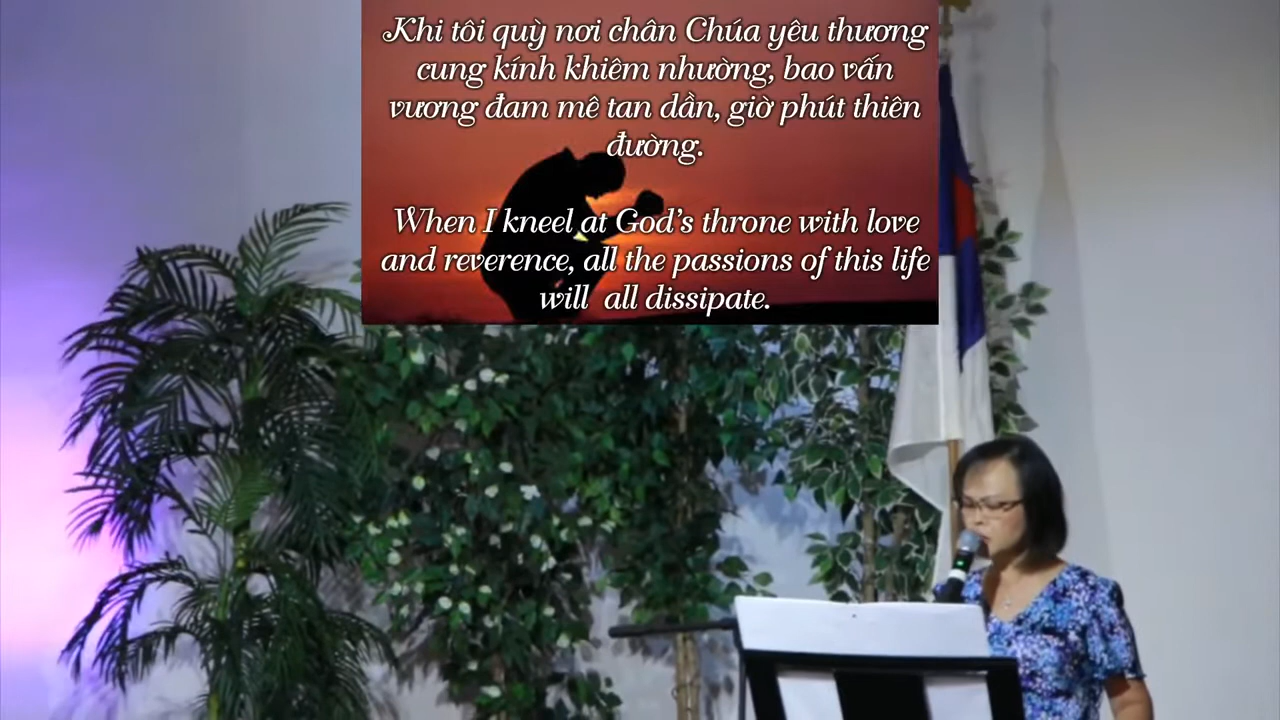 Khi tôi quỳ nơi chân Chúa yêu thương
cung kính khiêm nhường, bao vấn
vương đam mê tan dần, giờ phút thiên
đường.
When I kneel at God's throne with love
and reverence, all the passions of this life
will all dissipate.